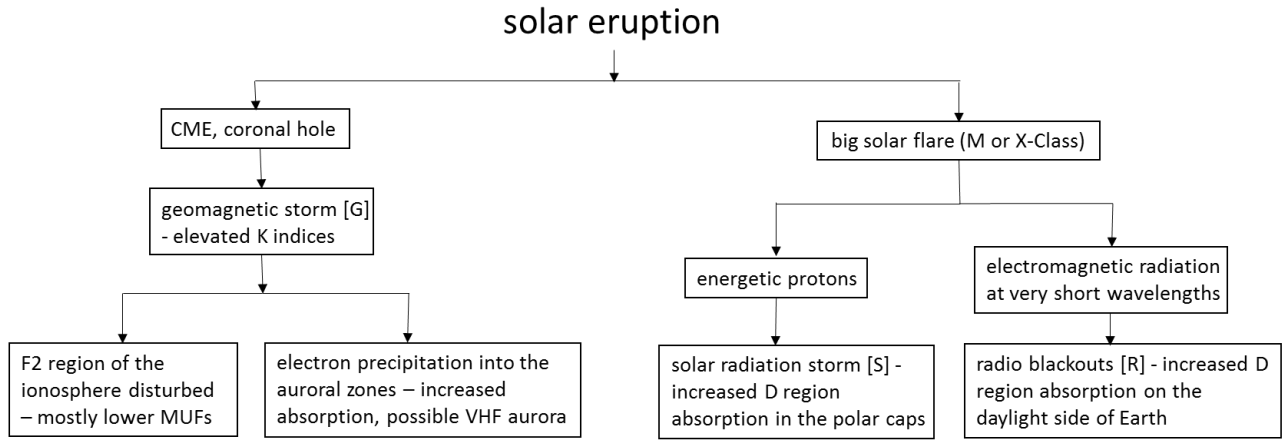 solar eruption
CME, coronal hole
big solar flare (M or X-Class)
geomagnetic storm [G]
- elevated K indices
energetic protons
electromagnetic radiation
at very short wavelengths
F2 region of the
ionosphere disturbed
– mostly lower MUFs
electron precipitation into the
auroral zones – increased
absorption, possible VHF aurora
solar radiation storm [S] -
increased D region
absorption in the polar caps
radio blackouts [R] - increased D
region absorption on the
daylight side of Earth